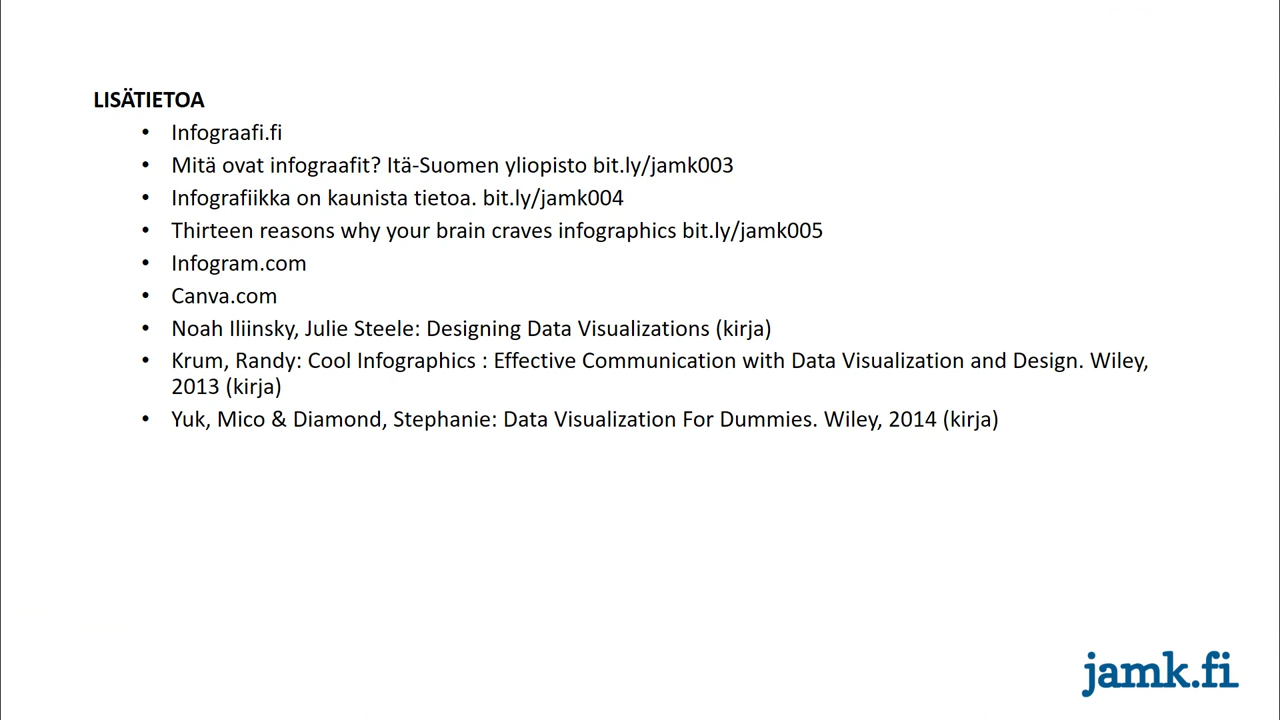 LISÄTIETOA
• Infograafi.fi
• Mitä ovat infograafit? Itä-Suomen yliopisto bit.ly/jamk003
• Infografiikka on kaunista tietoa. bit.ly/jamk004
• Thirteen reasons why your brain craves infographics bit.ly/jamk005
• Infogram.com
• Canva.com
• Noah Iliinsky, Julie Steele: Designing Data Visualizations (kirja)
• Krum, Randy: Cool Infographics : Effective Communication with Data Visualization and Design. Wiley,
2013 (kirja)
• Yuk, Mico & Diamond, Stephanie: Data Visualization For Dummies. Wiley, 2014 (kirja)
jamk.fi